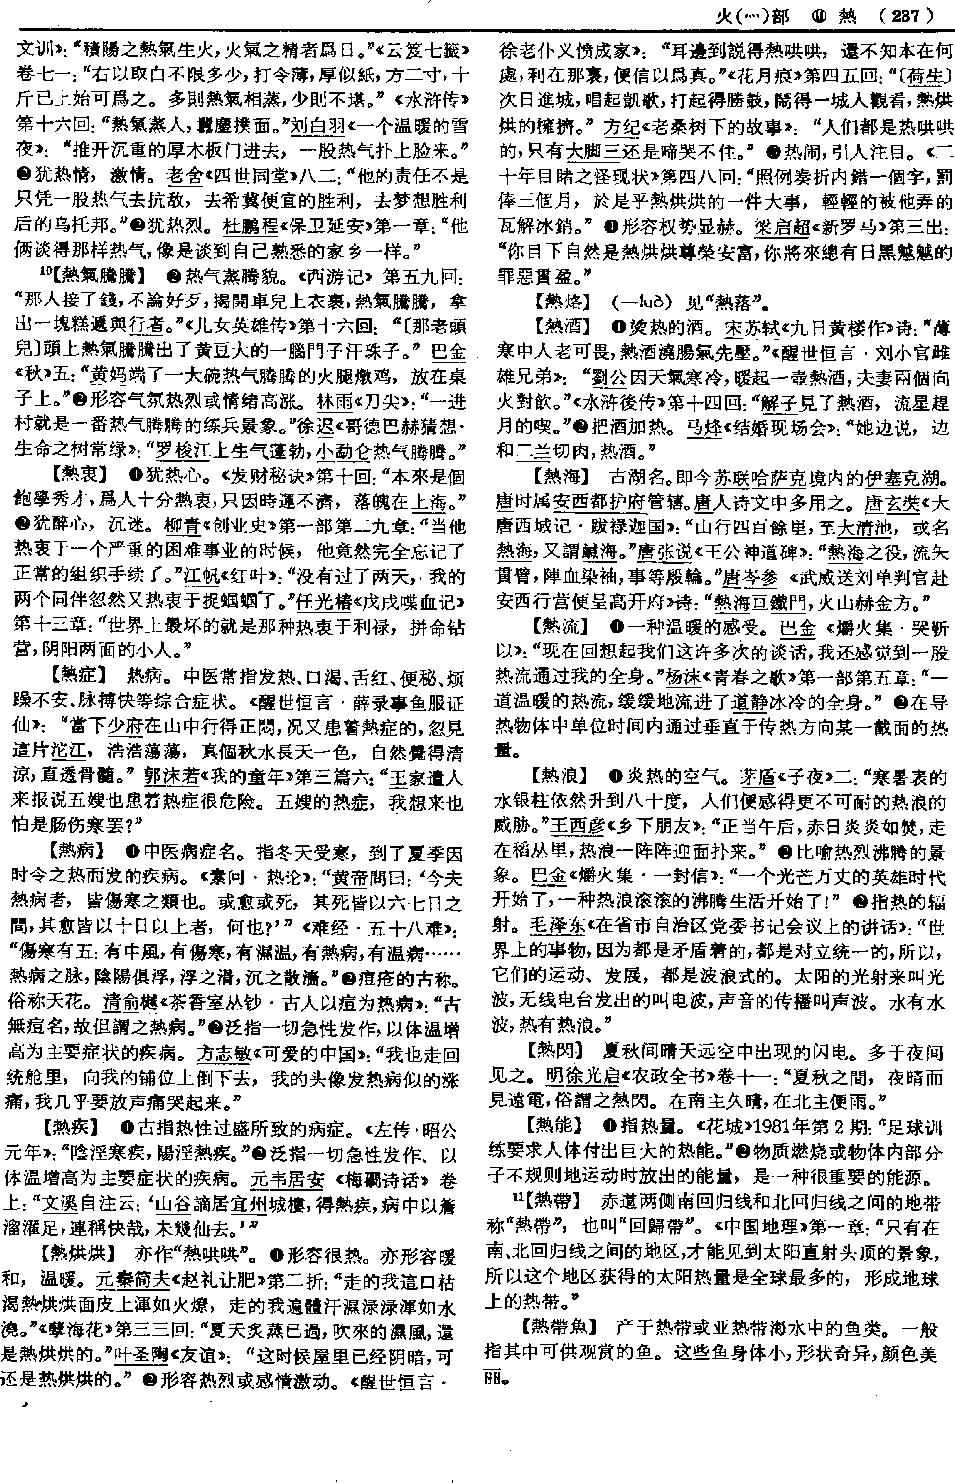 火(灬)部 ⑪ 熱 （237）
文训》：“積陽之熱氣生火，火氣之精者爲日。”《云笈七籤》
卷七一：“右以取白不限多少，打令薄，厚似紙，方二寸，十
斤已上始可爲之。多則熱氣相蒸，少則不堪。”《水浒传》
第十六回：“熱氣蒸人，囂塵撲面。”刘白羽《一个温暖的雪
夜》：“推开沉重的厚木板门进去，一股热气扑上脸来。”
❷犹热情，激情。老舍《四世同堂》八二：“他的责任不是
只凭一股热气去抗敌，去希冀便宜的胜利，去梦想胜利
后的乌托邦。”❸犹热烈。杜鹏程《保卫延安》第一章：“他
俩谈得那样热气，像是谈到自己熟悉的家乡一样。”
10【熱氣騰騰】 ❶热气蒸腾貌。《西游记》第五九回：
“那人接了錢，不論好歹，揭開車兒上衣裹，熱氣騰騰，拿
出一塊糕遞與行者。”《儿女英雄传》第十六回：“〔那老頭
兒〕頭上熱氣騰騰出了黄豆大的一腦門子汗珠子。”巴金
《秋》五：“黄妈端了一大碗热气腾腾的火腿燉鸡，放在桌
子上。”❷形容气氛热烈或情绪高涨。林雨《刀尖》：“一进
村就是一番热气腾腾的练兵景象。”徐迟《哥德巴赫猜想·
生命之树常绿》：“罗梭江上生气蓬勃，小勐仑热气腾腾。”
【熱衷】 ❶犹热心。《发财秘诀》第十回：“本來是個
飽學秀才，爲人十分熱衷，只因時運不濟，落魄在上海。”
❷犹醉心，沉迷。柳青《创业史》第一部第二九章：“当他
热衷于一个严重的困难事业的时候，他竟然完全忘记了
正常的组织手续了。”江帆《红叶》：“没有过了两天，我的
两个同伴忽然又热衷于捉蝈蝈了。”任光椿《戊戌喋血记》
第十三章：“世界上最坏的就是那种热衷于利禄，拼命钻
营，阴阳两面的小人。”
【熱症】 热病。中医常指发热、口渴、舌红、便秘、烦
躁不安、脉搏快等综合症状。《醒世恒言·薛录事鱼服证
仙》：“當下少府在山中行得正悶，况又患着熱症的，忽見
這片沱江，浩浩蕩蕩，真個秋水長天一色，自然覺得清
凉，直透骨髓。”郭沫若《我的童年》第三篇六：“王家遣人
来报说五嫂也患着热症很危险。五嫂的热症，我想来也
怕是肠伤寒罢？”
【熱病】 ❶中医病症名。指冬天受寒，到了夏季因
时令之热而发的疾病。《素问·热论》：“黄帝問曰：‘今夫
熱病者，皆傷寒之類也。或愈或死，其死皆以六七日之
間，其愈皆以十日以上者，何也？’”《难经·五十八难》：
“傷寒有五：有中風，有傷寒，有濕温，有熱病，有温病……
熱病之脉，陰陽俱浮，浮之滑，沉之散濇。”❷痘疮的古称。
俗称天花。清俞樾《茶香室丛钞·古人以痘为热病》：“古
無痘名，故但謂之熱病。”❸泛指一切急性发作，以体温增
高为主要症状的疾病。方志敏《可爱的中国》：“我也走回
统舱里，向我的铺位上倒下去，我的头像发热病似的涨
痛，我几乎要放声痛哭起来。”
【熱疾】 ❶古指热性过盛所致的病症。《左传·昭公
元年》：“陰淫寒疾，陽淫熱疾。”❷泛指一切急性发作、以
体温增高为主要症状的疾病。元韦居安《梅磵诗话》卷
上：“文溪自注云：‘山谷謫居宜州城樓，得熱疾，病中以簷
溜濯足，連稱快哉，未幾仙去。’”
【熱烘烘】 亦作“熱哄哄”。❶形容很热。亦形容暖
和，温暖。元秦简夫《赵礼让肥》第二折：“走的我這口枯
渴熱烘烘面皮上渾如火燎，走的我遍體汗濕淥淥渾如水
澆。”《孽海花》第三三回：“夏天炙蒸已過，吹來的濕風，還
是熱烘烘的。”叶圣陶《友谊》：“这时候屋里已经阴暗，可
还是热烘烘的。”❷形容热烈或感情激动。《醒世恒言·
徐老仆义愤成家》：“耳邊到説得熱哄哄，還不知本在何
處，利在那裏，便信以爲真。”《花月痕》第四五回：“〔荷生〕
次日進城，唱起凱歌，打起得勝鼓，鬧得一城人觀看，熱烘
烘的擁擠。”方纪《老桑树下的故事》：“人们都是热哄哄
的，只有大脚三还是啼哭不住。”❸热闹，引人注目。《二
十年目睹之怪现状》第四八回：“照例奏折内錯一個字，罰
俸三個月，於是乎熱烘烘的一件大事，輕輕的被他弄的
瓦解冰銷。”❹形容权势显赫。梁启超《新罗马》第三出：
“你目下自然是熱烘烘尊榮安富，你將來總有日黑魆魆的
罪惡貫盈。”
【熱烙】 （—luò）见“熱落”。
【熱酒】 ❶烫热的酒。宋苏轼《九日黄楼作》诗：“薄
寒中人老可畏，熱酒澆腸氣先壓。”《醒世恒言·刘小官雌
雄兄弟》：“劉公因天氣寒冷，暖起一壺熱酒，夫妻兩個向
火對飲。”《水浒後传》第十四回：“解子見了熱酒，流星趕
月的喫。”❷把酒加热。马烽《结婚现场会》：“她边说，边
和二兰切肉，热酒。”
【熱海】 古湖名。即今苏联哈萨克境内的伊塞克湖。
唐时属安西都护府管辖。唐人诗文中多用之。唐玄奘《大
唐西域记·跋禄迦国》：“山行四百餘里，至大清池，或名
熱海，又謂鹹海。”唐张说《王公神道碑》：“熱海之役，流矢
貫臂，陣血染袖，事等殷輪。”唐岑参《武威送刘单判官赴
安西行营便呈高开府》诗：“熱海亘鐵門，火山赫金方。”
【熱流】 ❶一种温暖的感受。巴金《爝火集·哭靳
以》：“现在回想起我们这许多次的谈话，我还感觉到一股
热流通过我的全身。”杨沫《青春之歌》第一部第五章：“一
道温暖的热流，缓缓地流进了道静冰冷的全身。”❷在导
热物体中单位时间内通过垂直于传热方向某一截面的热
量。
【熱浪】 ❶炎热的空气。茅盾《子夜》二：“寒暑表的
水银柱依然升到八十度，人们便感得更不可耐的热浪的
威胁。”王西彦《乡下朋友》：“正当午后，赤日炎炎如焚，走
在稻丛里，热浪一阵阵迎面扑来。”❷比喻热烈沸腾的景
象。巴金《爝火集·一封信》：“一个光芒万丈的英雄时代
开始了，一种热浪滚滚的沸腾生活开始了！”❸指热的辐
射。毛泽东《在省市自治区党委书记会议上的讲话》：“世
界上的事物，因为都是矛盾着的，都是对立统一的，所以，
它们的运动、发展，都是波浪式的。太阳的光射来叫光
波，无线电台发出的叫电波，声音的传播叫声波。水有水
波，热有热浪。”
【熱閃】 夏秋间晴天远空中出现的闪电。多于夜间
见之。明徐光启《农政全书》卷十一：“夏秋之間，夜晴而
見遠電，俗謂之熱閃。在南主久晴，在北主便雨。”
【熱能】 ❶指热量。《花城》1981年第2期：“足球训
练要求人体付出巨大的热能。”❷物质燃烧或物体内部分
子不规则地运动时放出的能量，是一种很重要的能源。
11【熱帶】 赤道两侧南回归线和北回归线之间的地带
称“熱帶”；也叫“回歸帶”。《中国地理》第一章：“只有在
南、北回归线之间的地区，才能见到太阳直射头顶的景象，
所以这个地区获得的太阳热量是全球最多的，形成地球
上的热带。”
【熱帶魚】 产于热带或亚热带海水中的鱼类。一般
指其中可供观赏的鱼。这些鱼身体小，形状奇异，颜色美
丽。